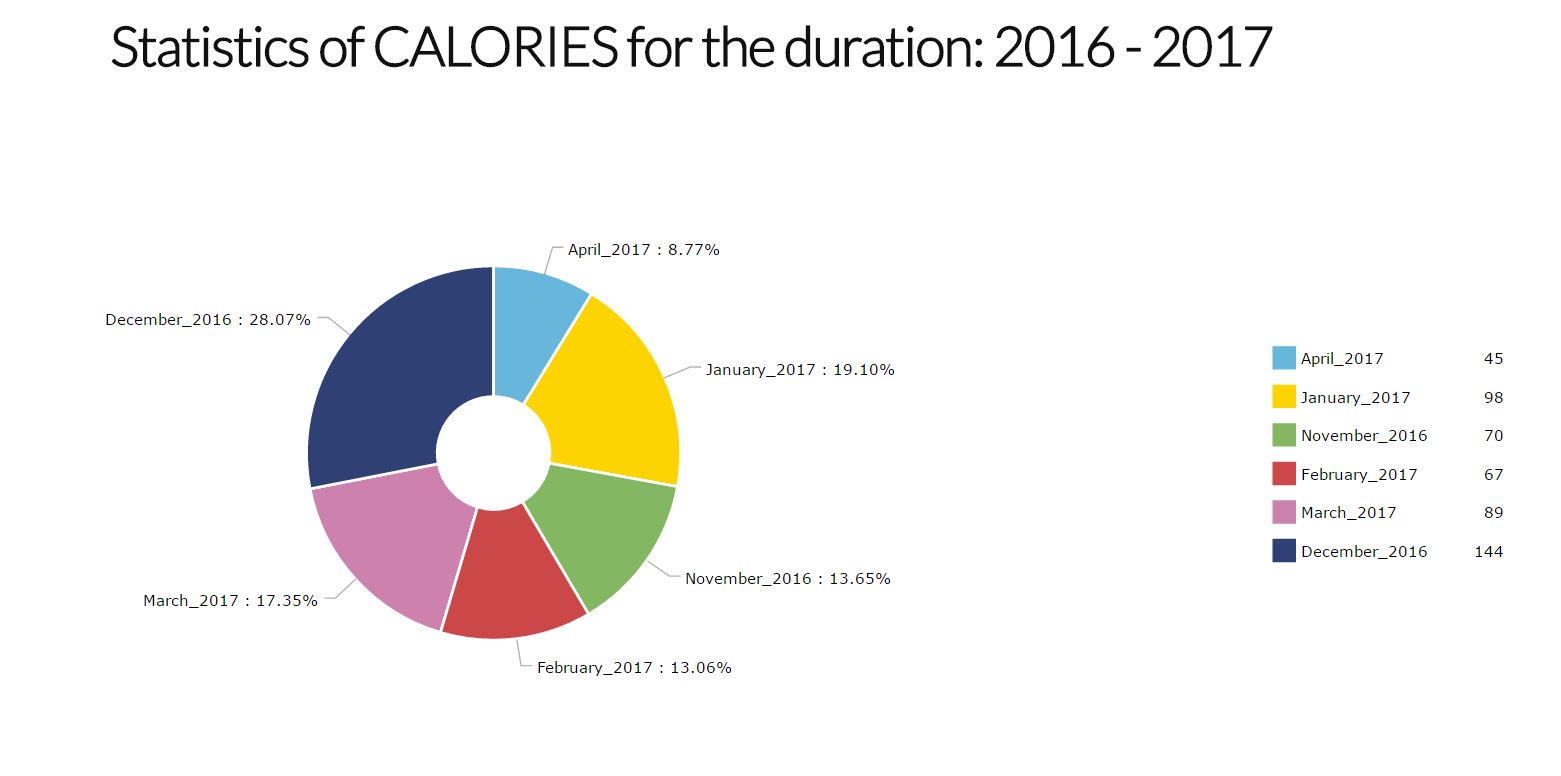 Statistics of CALORIES for the duration: 2016 - 2017
April_2017 : 8.77%
December_2016 : 28.07%
January_2017 : 19.10%
November_2016 : 13.65%
March_2017 : 17.35%
February_2017 : 13.06%
April_2017 45
January_2017 98
November_2016 70
February_2017 67
March_2017 89
December_2016 144